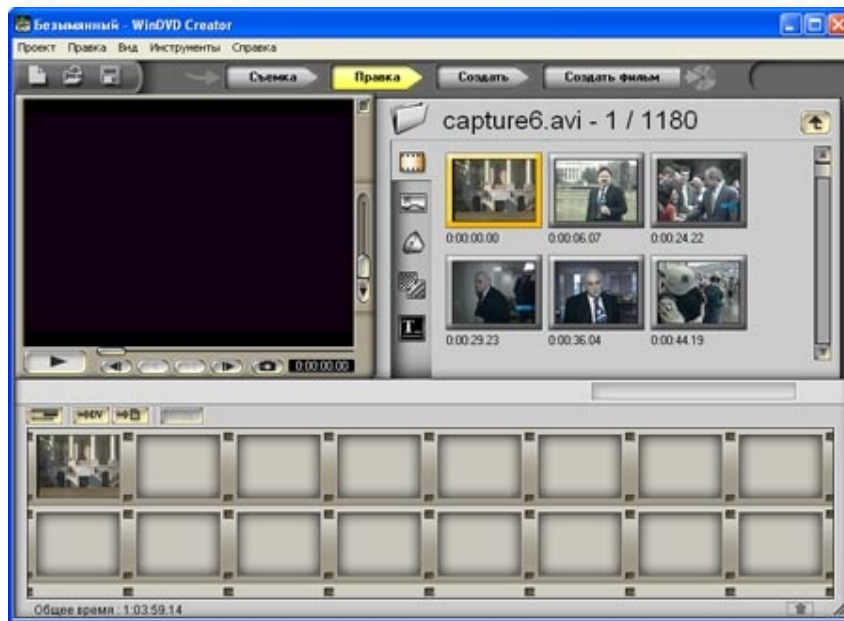 Безымянный - WinDVD Creator
Проект Правка Вид Инструменты Справка
Съемка Правка Создать Создать фильм
capture6.avi - 1 / 1180
0:00:00.00 0:00:06.07 0:00:24.22
0:00:29.23 0:00:36.04 0:00:44.19
T
0:00:00.00
DV
Общее время : 1:03:59.14